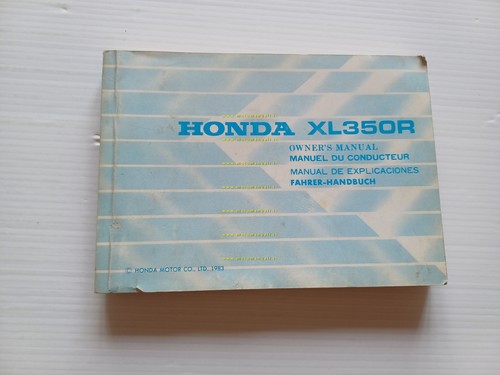 HONDA XL350R
OWNER'S MANUAL
MANUEL DU CONDUCTEUR
MANUAL DE EXPLICACIONES
FAHRER-HANDBUCH
© HONDA MOTOR CO., LTD. 1983